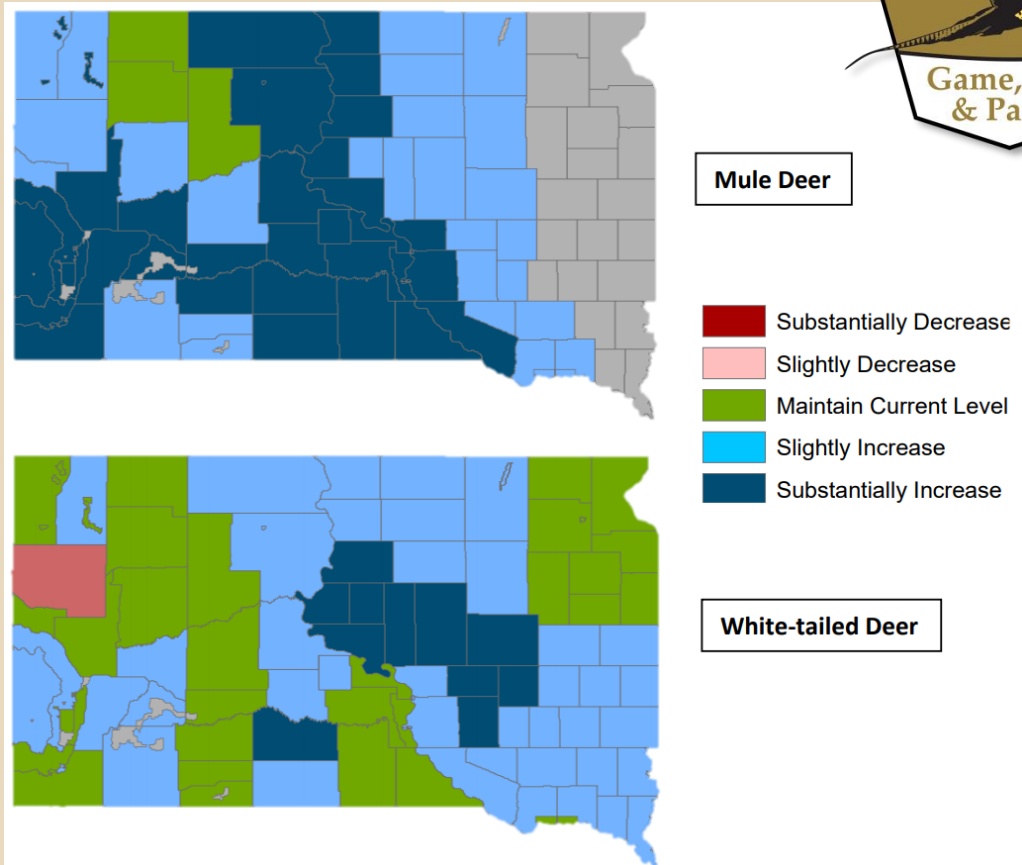 Game,
& Pa
Mule Deer
Substantially Decrease
Slightly Decrease
Maintain Current Level
Slightly Increase
Substantially Increase
White-tailed Deer